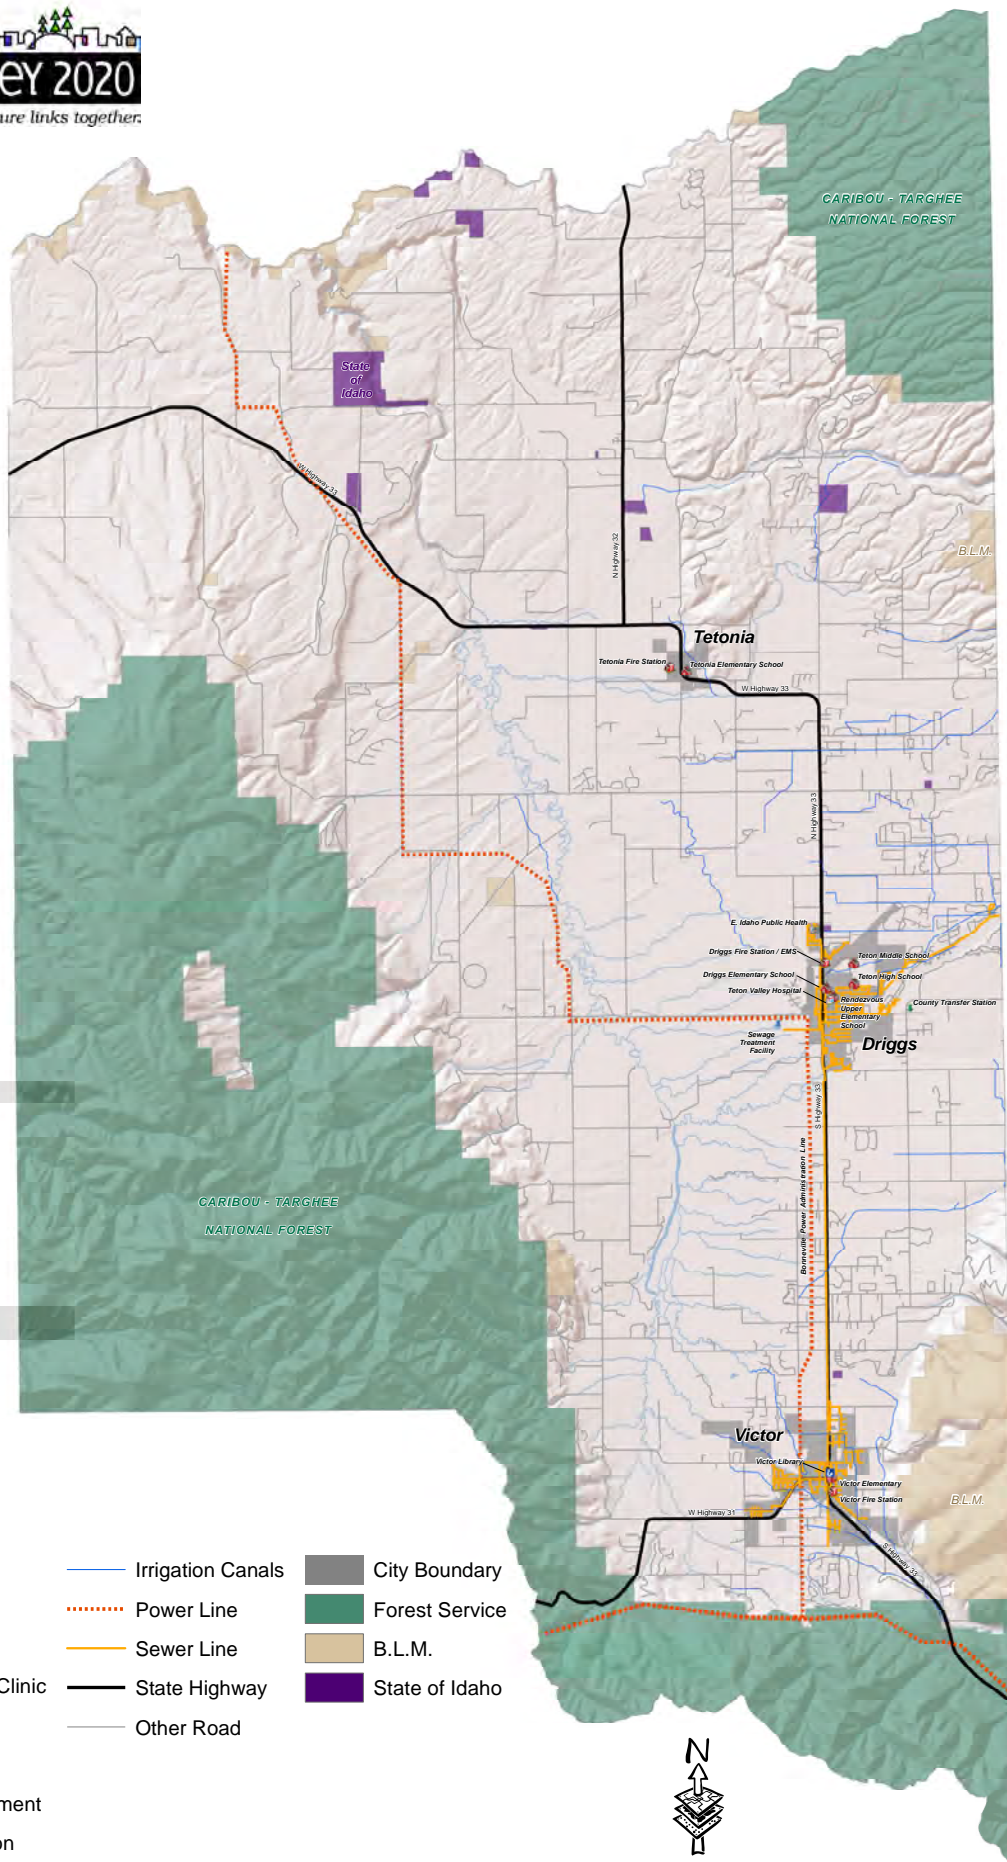 2020
ure links together.
CARIBOU - TARGHEE
NATIONAL FOREST
State
of
Idaho
W Highway 33
N Highway 32
B.L.M.
Tetonia
Tetonia Fire Station
Tetonia Elementary School
W Highway 33
N Highway 33
E. Idaho Public Health
Driggs Fire Station / EMS
Teton Middle School
Driggs Elementary School
Teton High School
Teton Valley Hospital
Rendezvous
Upper
Elementary
School
County Transfer Station
Sewage
Treatment
Facility
Driggs
S Highway 33
Bonneville Power Administration Line
CARIBOU - TARGHEE
NATIONAL FOREST
Victor
Victor Library
Victor Elementary
Victor Fire Station
B.L.M.
W Highway 31
S Highway 33
Irrigation Canals
Power Line
Sewer Line
Clinic
State Highway
Other Road
City Boundary
Forest Service
B.L.M.
State of Idaho
ment
on
N